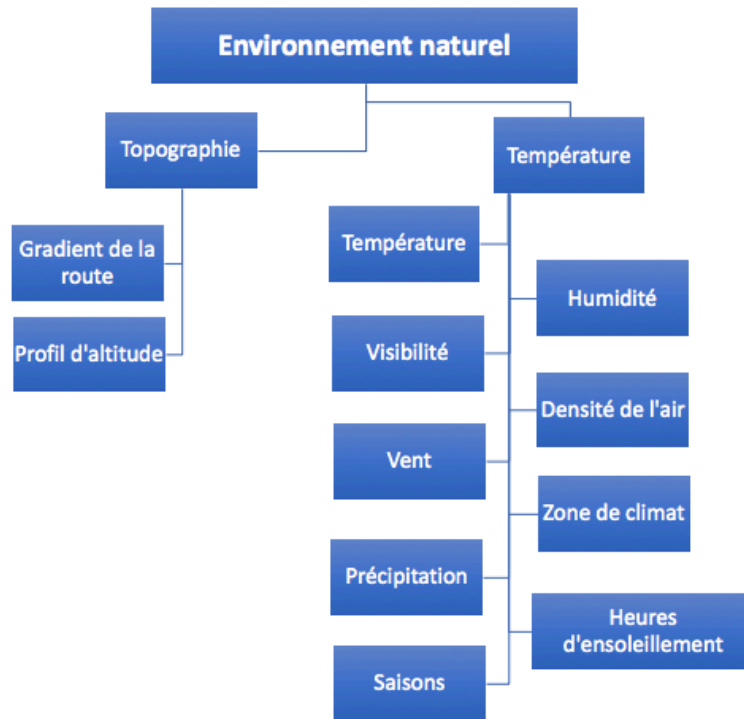 Environnement naturel
Topographie
Température
Gradient de la
route
Profil d'altitude
Température
Humidité
Visibilité
Densité de l'air
Vent
Zone de climat
Précipitation
Heures
d'ensoleillement
Saisons